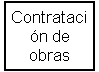 Contrataci
ón de
obras